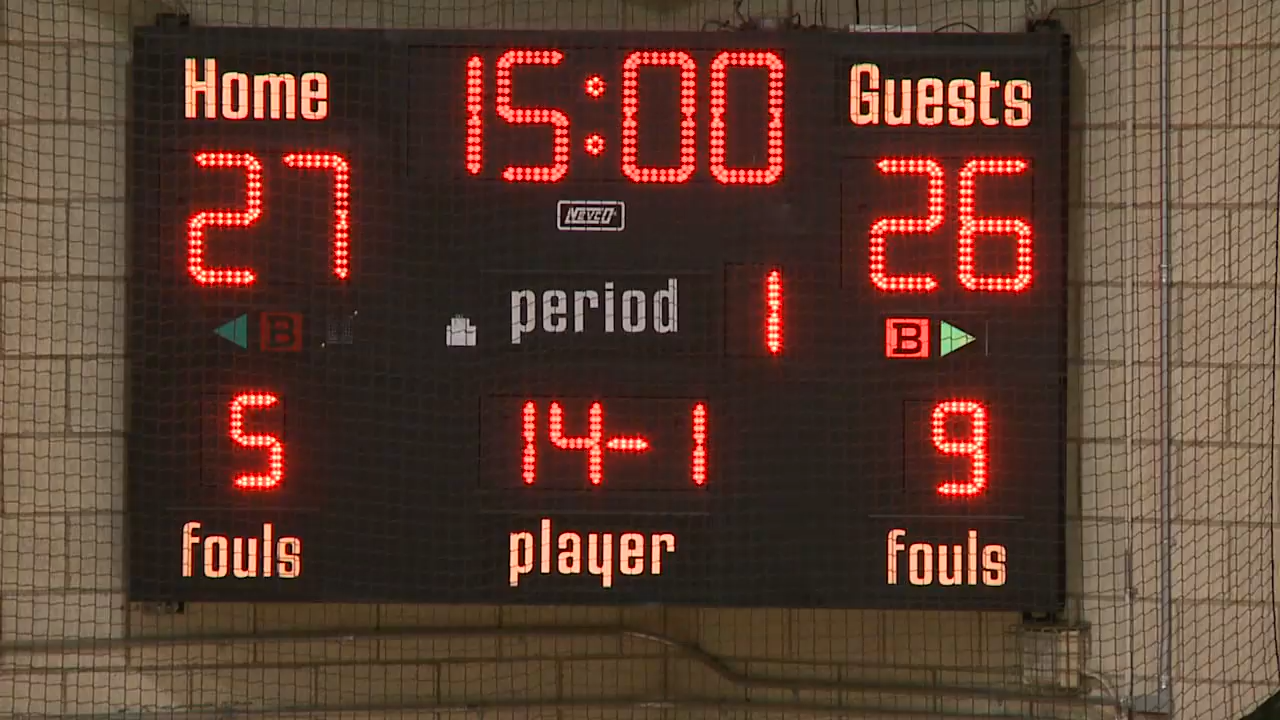 Home 15:00 Guests
27 26
NEVCO
period 1
B B
5 14-1 9
fouls player fouls